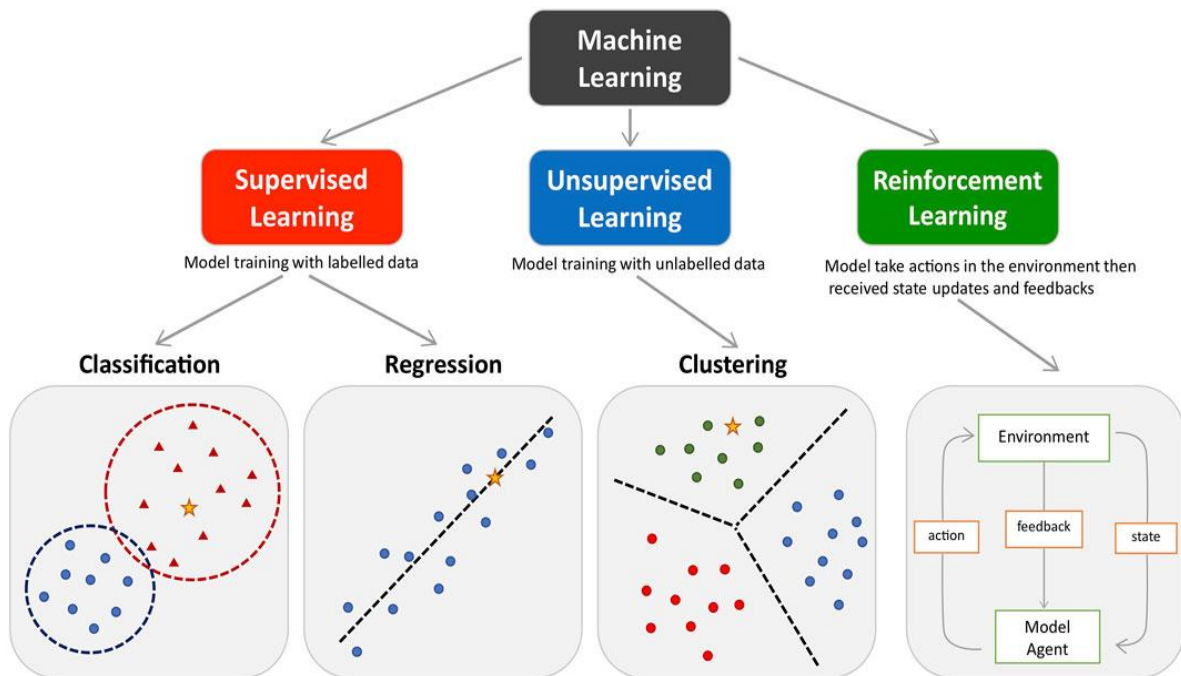 Machine
Learning
Supervised
Learning
Unsupervised
Learning
Reinforcement
Learning
Model training with labelled data
Model training with unlabelled data
Model take actions in the environment then
received state updates and feedbacks
Classification
Regression
Clustering
Environment
action
feedback
state
Model
Agent